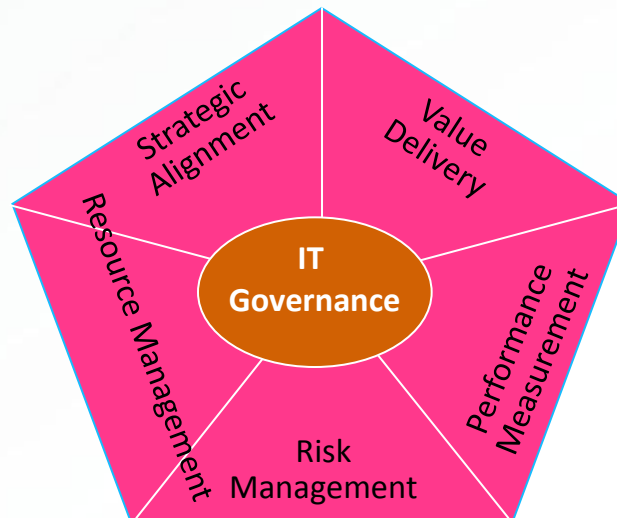 Strategic
Alignment
Value
Delivery
Resource Management
IT
Governance
Performance
Measurement
Risk
Management